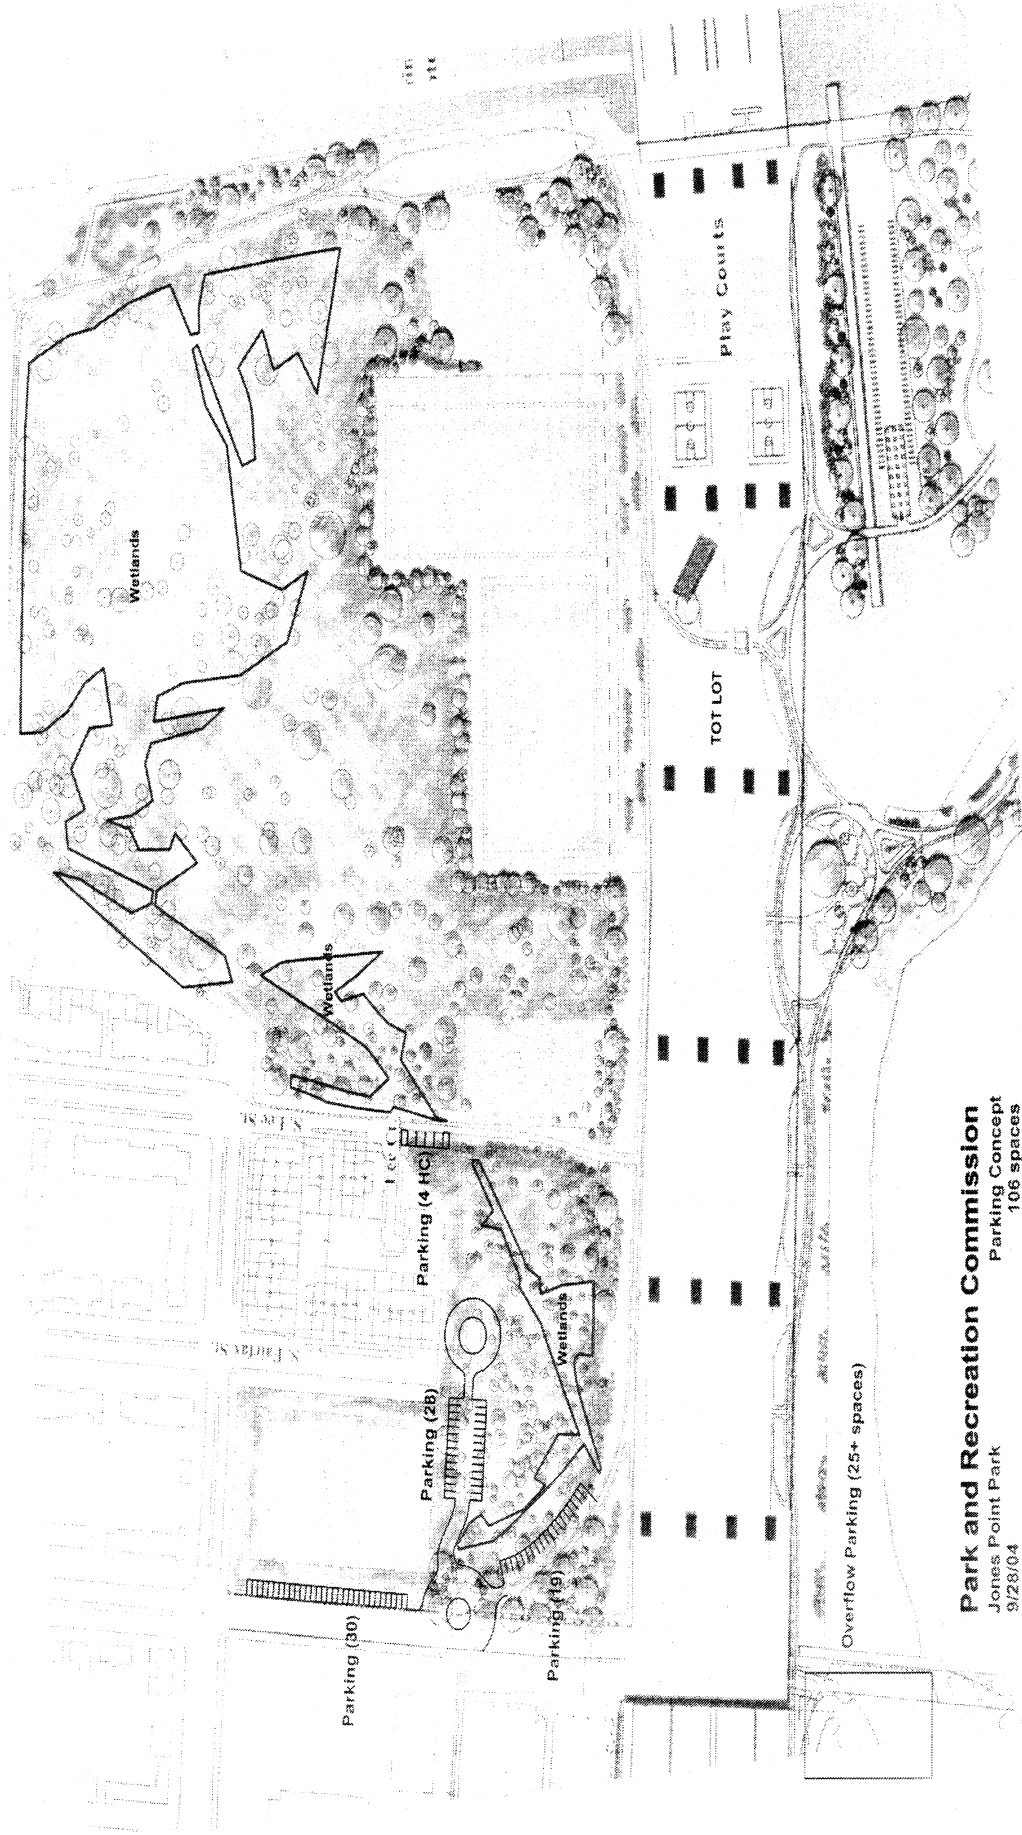 Wetlands
Wetlands
S. Lee St.
Lee Ct
Parking (4 HC)
S. Fairfax St.
Wetlands
Parking (28)
Parking (30)
Parking (19)
Play Courts
TOT LOT
Overflow Parking (25+ spaces)
Park and Recreation Commission
Jones Point Park
Parking Concept
9/28/04
106 spaces